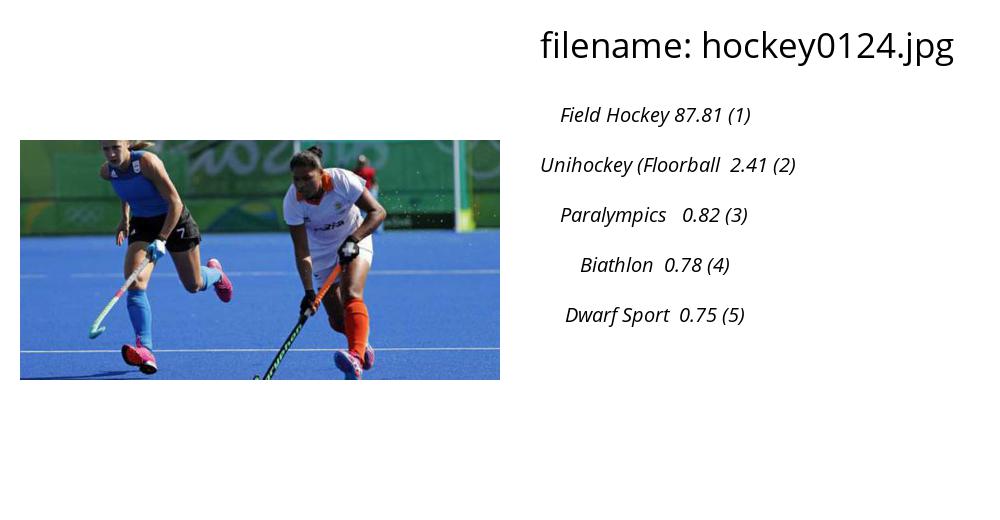 filename: hockey0124.jpg
Field Hockey 87.81 (1)
Unihockey (Floorball 2.41 (2)
Paralympics 0.82 (3)
Biathlon 0.78 (4)
Dwarf Sport 0.75 (5)
7